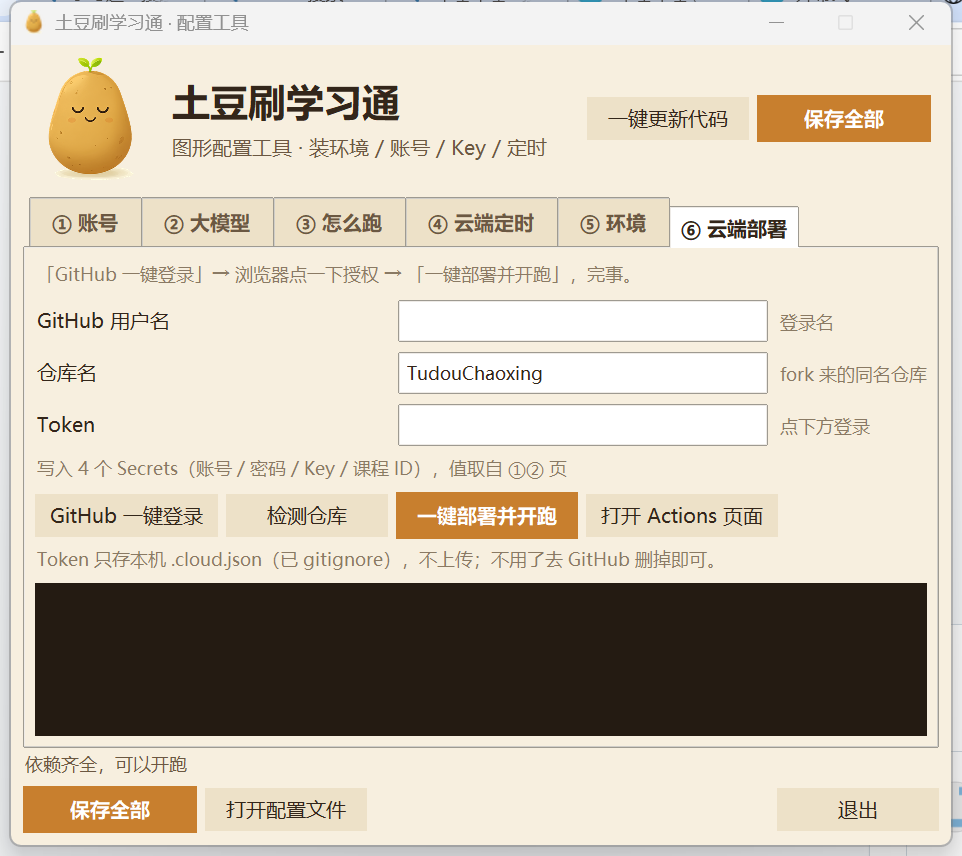 土豆刷学习通 · 配置工具
土豆刷学习通
图形配置工具 · 装环境 / 账号 / Key / 定时
一键更新代码
保存全部
① 账号
② 大模型
③ 怎么跑
④ 云端定时
⑤ 环境
⑥ 云端部署
「GitHub 一键登录」→ 浏览器点一下授权 → 「一键部署并开跑」，完事。
GitHub 用户名
登录名
仓库名
TudouChaoxing
fork 来的同名仓库
Token
点下方登录
写入 4 个 Secrets（账号 / 密码 / Key / 课程 ID），值取自 ①② 页
GitHub 一键登录
检测仓库
一键部署并开跑
打开 Actions 页面
Token 只存本机 .cloud.json（已 gitignore），不上传；不用了去 GitHub 删掉即可。
依赖齐全，可以开跑
保存全部
打开配置文件
退出